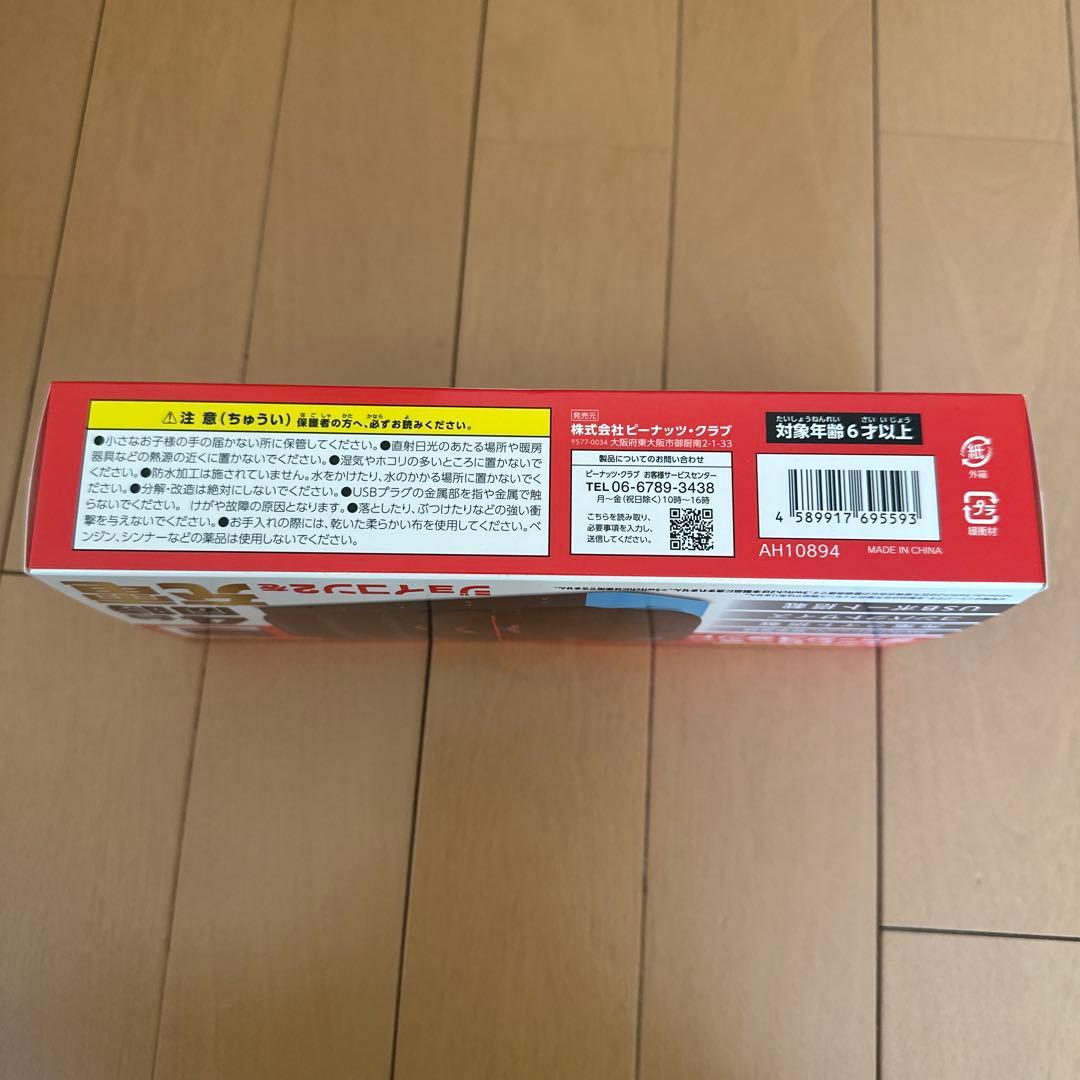 ⚠注意(ちゅうい) 保護者の方へ、必ずお読みください。
ほごしゃ かた かなら よ
●小さなお子様の手の届かない所に保管してください。●直射日光のあたる場所や暖房
器具などの熱源の近くに置かないでください。●湿気やホコリの多いところに置かないで
ください。●防水加工は施されていません。水をかけたり、水のかかる場所に置かないでく
ださい。●分解・改造は絶対にしないでください。●USBプラグの金属部を指や金属で触
らないでください。けがや故障の原因となります。●落としたり、ぶつけたりなどの強い衝
撃を与えないでください。●お手入れの際には、乾いた柔らかい布を使用してください。ベ
ンジン、シンナーなどの薬品は使用しないでください。
発売元
株式会社ピーナッツ・クラブ
〒577-0034 大阪府東大阪市御厨南2-1-33
製品についてのお問い合わせ
ピーナッツ・クラブ お客様サービスセンター
TEL 06-6789-3438
月〜金(祝日除く)10時〜16時
こちらを読み取り、
必要事項を入力し、
送信してください。
たいしょうねんれい さい いじょう
対象年齢6才以上
4 589917 695593
AH10894
MADE IN CHINA
紙
外箱
プラ
緩衝材
ジョイコン2を
充電
USBポート搭載